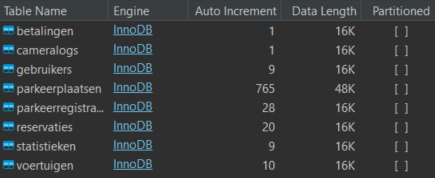 Table Name Engine Auto Increment Data Length Partitioned
betalingen InnoDB 1 16K [ ]
cameralogs InnoDB 1 16K [ ]
gebruikers InnoDB 9 16K [ ]
parkeerplaatsen InnoDB 765 48K [ ]
parkeerregistra... InnoDB 28 16K [ ]
reservaties InnoDB 20 16K [ ]
statistieken InnoDB 9 16K [ ]
voertuigen InnoDB 10 16K [ ]